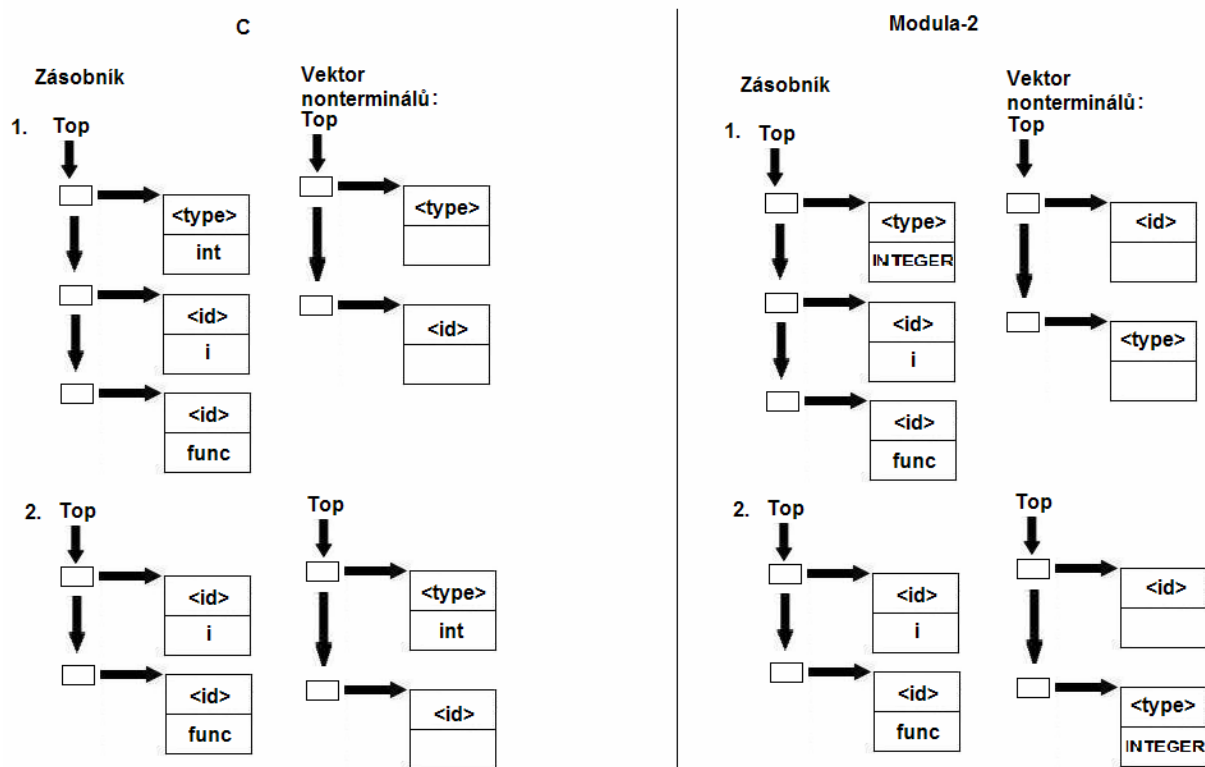 C
Zásobník
Vektor
nonterminálů:
1. Top
Top
<type>
int
<id>
i
<id>
func
<type>
<id>
2. Top
Top
<id>
i
<id>
func
<type>
int
<id>
Modula-2
Zásobník
Vektor
nonterminálů:
1. Top
Top
<type>
INTEGER
<id>
i
<id>
func
<id>
<type>
2. Top
Top
<id>
i
<id>
func
<id>
<type>
INTEGER